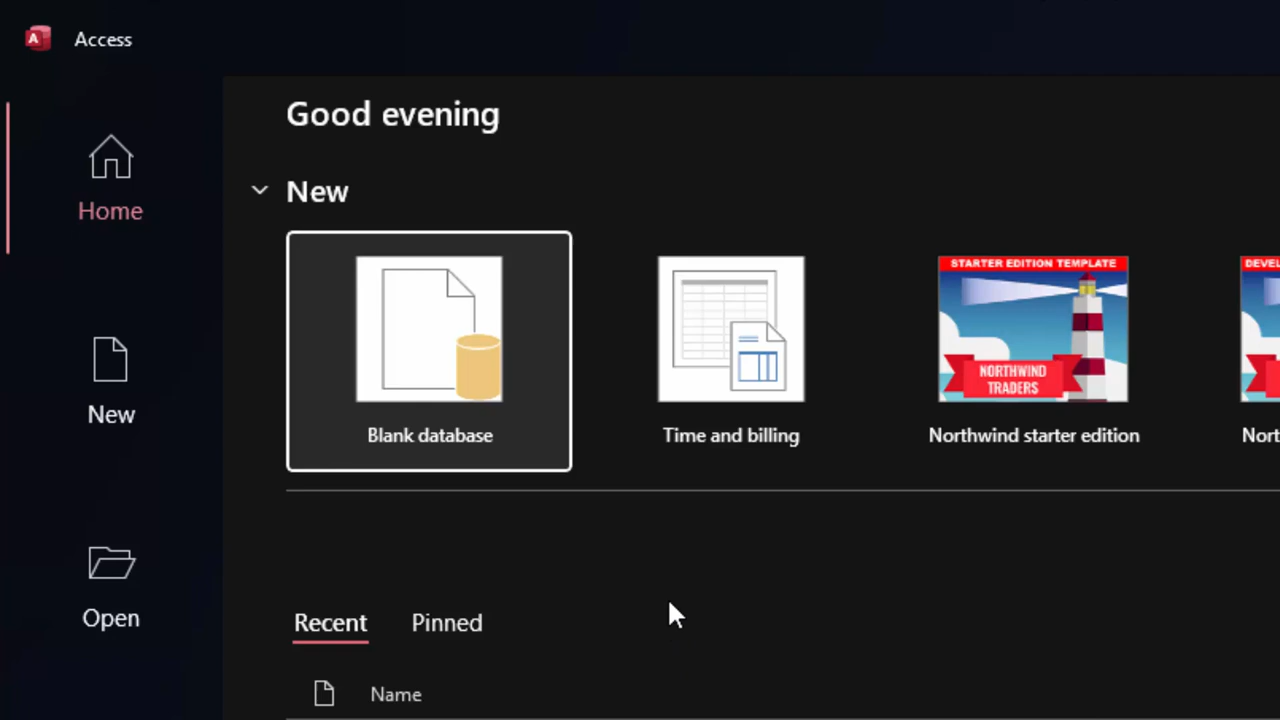 Access
Good evening
New
Home
STARTER EDITION TEMPLATE
NORTHWIND
TRADERS
Blank database
Time and billing
Northwind starter edition
New
Open
Recent
Pinned
Name